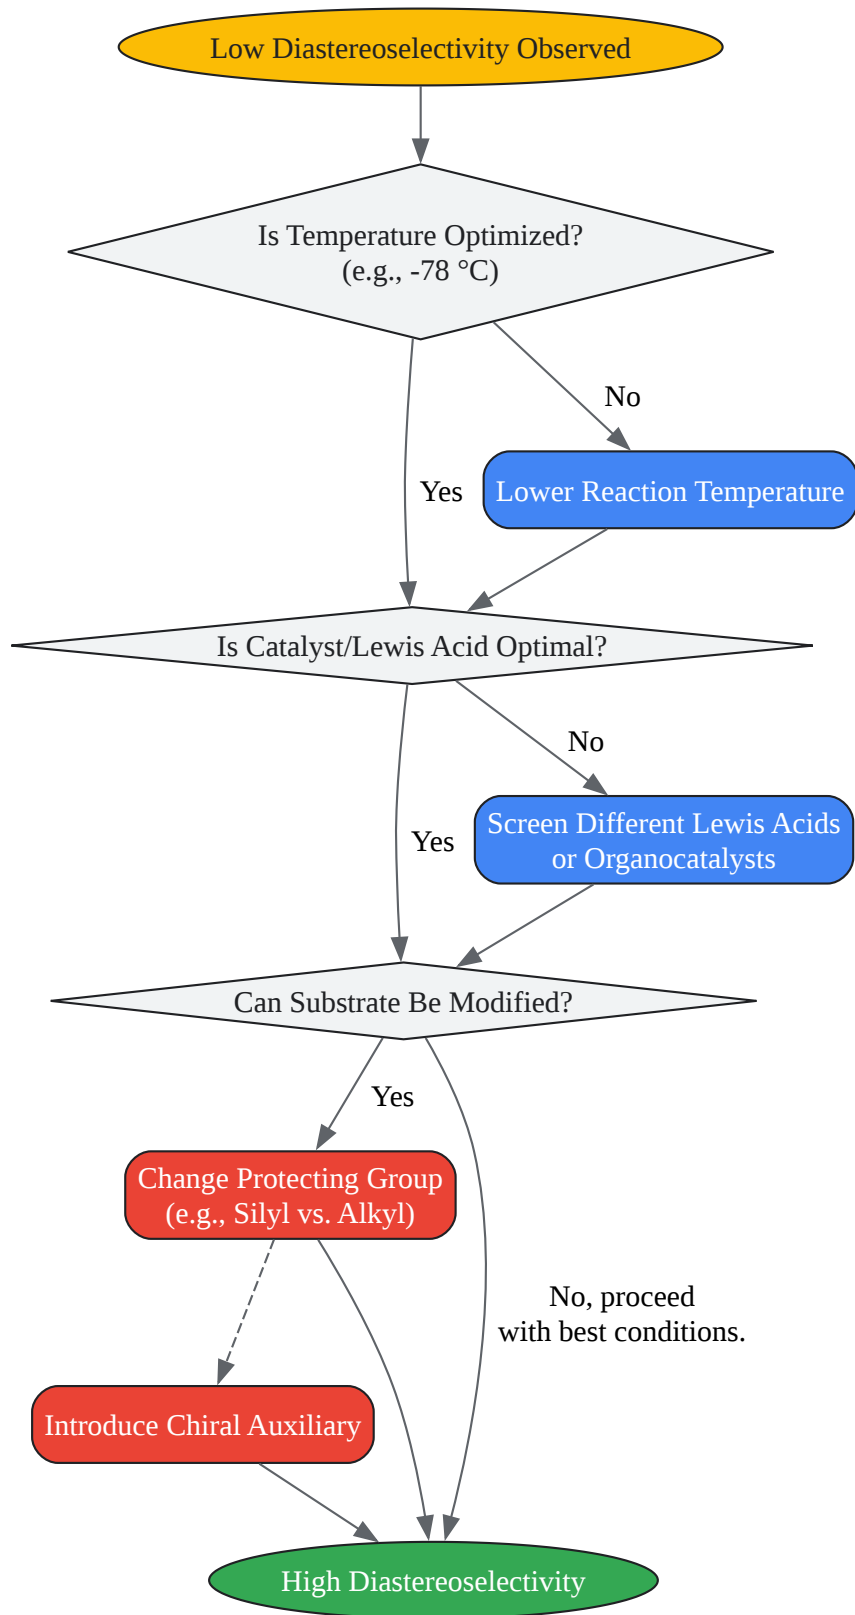 Low Diastereoselectivity Observed
Is Temperature Optimized?
(e.g., -78 °C)
No
Yes
Lower Reaction Temperature
Is Catalyst/Lewis Acid Optimal?
No
Yes
Screen Different Lewis Acids
or Organocatalysts
Can Substrate Be Modified?
Yes
Change Protecting Group
(e.g., Silyl vs. Alkyl)
No, proceed
with best conditions.
Introduce Chiral Auxiliary
High Diastereoselectivity